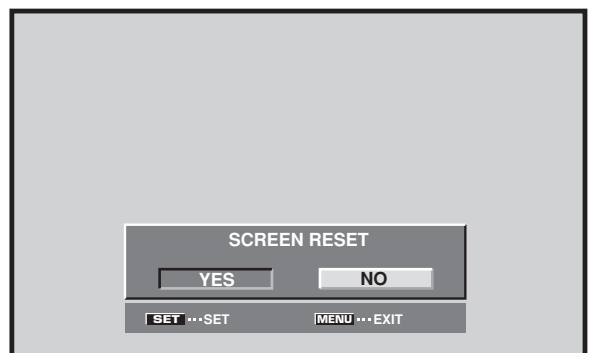 SCREEN RESET
YES NO
SET ···SET MENU ···EXIT